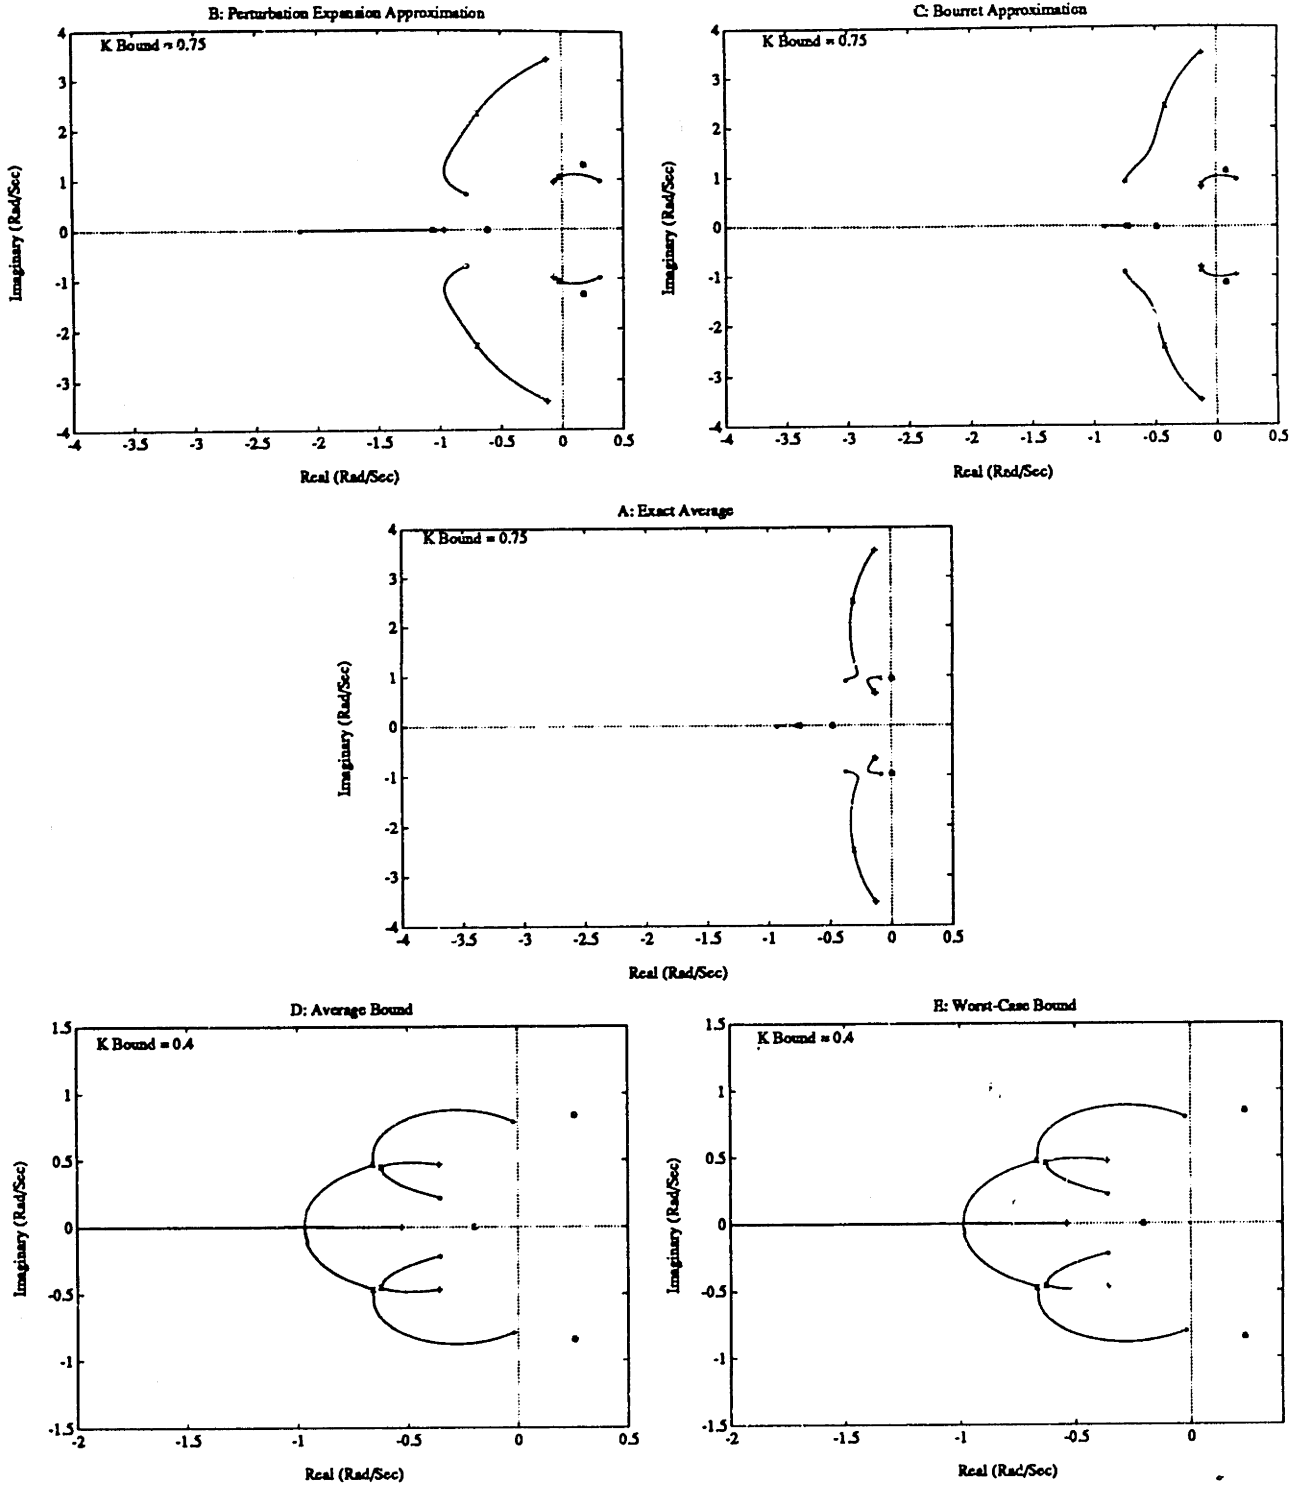 B: Perturbation Expansion Approximation
K Bound = 0.75
4
3
2
1
0
-1
-2
-3
-4
-4 -3.5 -3 -2.5 -2 -1.5 -1 -0.5 0 0.5
Imaginary (Rad/Sec)
Real (Rad/Sec)
C: Bourret Approximation
K Bound = 0.75
4
3
2
1
0
-1
-2
-3
-4
-4 -3.5 -3 -2.5 -2 -1.5 -1 -0.5 0 0.5
Imaginary (Rad/Sec)
Real (Rad/Sec)
A: Exact Average
K Bound = 0.75
4
3
2
1
0
-1
-2
-3
-4
-4 -3.5 -3 -2.5 -2 -1.5 -1 -0.5 0 0.5
Imaginary (Rad/Sec)
Real (Rad/Sec)
D: Average Bound
K Bound = 0.4
1.5
1
0.5
0
-0.5
-1
-1.5
-2 -1.5 -1 -0.5 0 0.5
Imaginary (Rad/Sec)
Real (Rad/Sec)
E: Worst-Case Bound
K Bound = 0.4
1.5
1
0.5
0
-0.5
-1
-1.5
-2 -1.5 -1 -0.5 0
Imaginary (Rad/Sec)
Real (Rad/Sec)